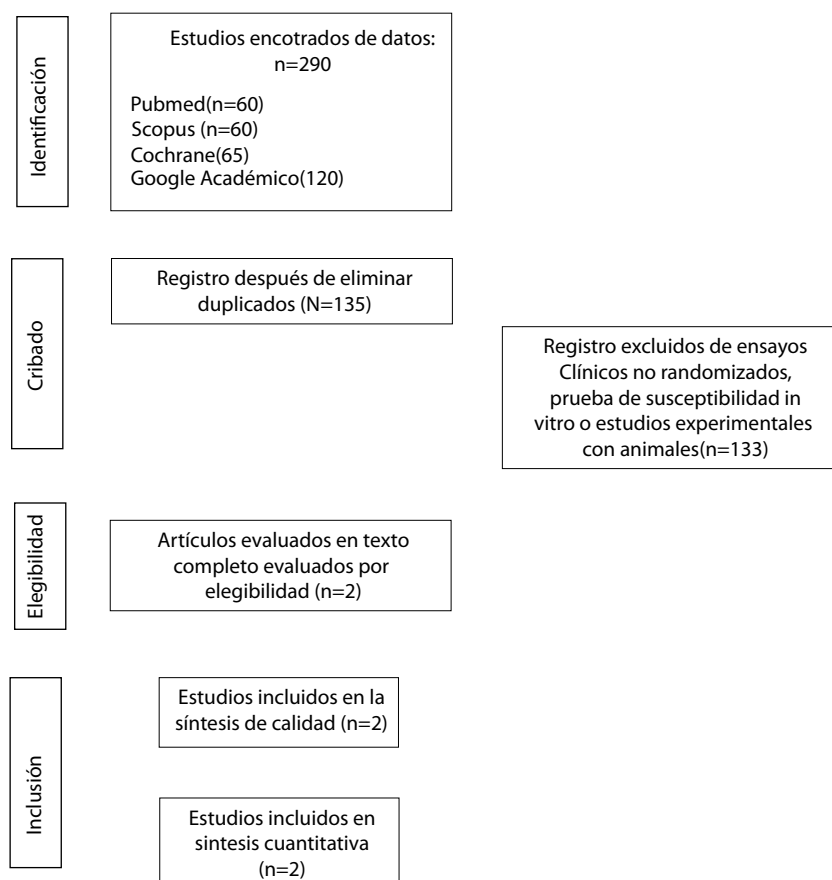 Identificación
Estudios encotrados de datos:
n=290
Pubmed(n=60)
Scopus (n=60)
Cochrane(65)
Google Académico(120)
Cribado
Registro después de eliminar
duplicados (N=135)
Registro excluidos de ensayos
Clínicos no randomizados,
prueba de susceptibilidad in
vitro o estudios experimentales
con animales(n=133)
Elegibilidad
Artículos evaluados en texto
completo evaluados por
elegibilidad (n=2)
Inclusión
Estudios incluidos en la
síntesis de calidad (n=2)
Estudios incluidos en
sintesis cuantitativa
(n=2)